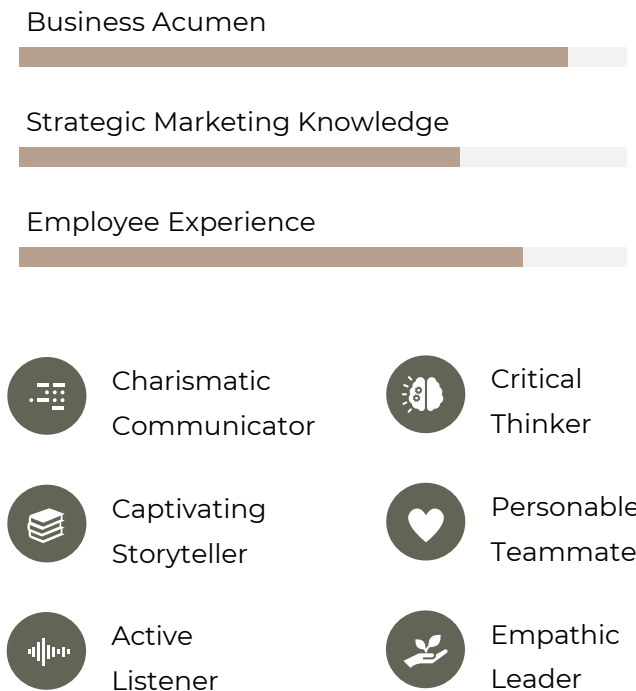 Business Acumen
Strategic Marketing Knowledge
Employee Experience
Charismatic
Communicator
Critical
Thinker
Captivating
Storyteller
Personable
Teammate
Active
Listener
Empathic
Leader